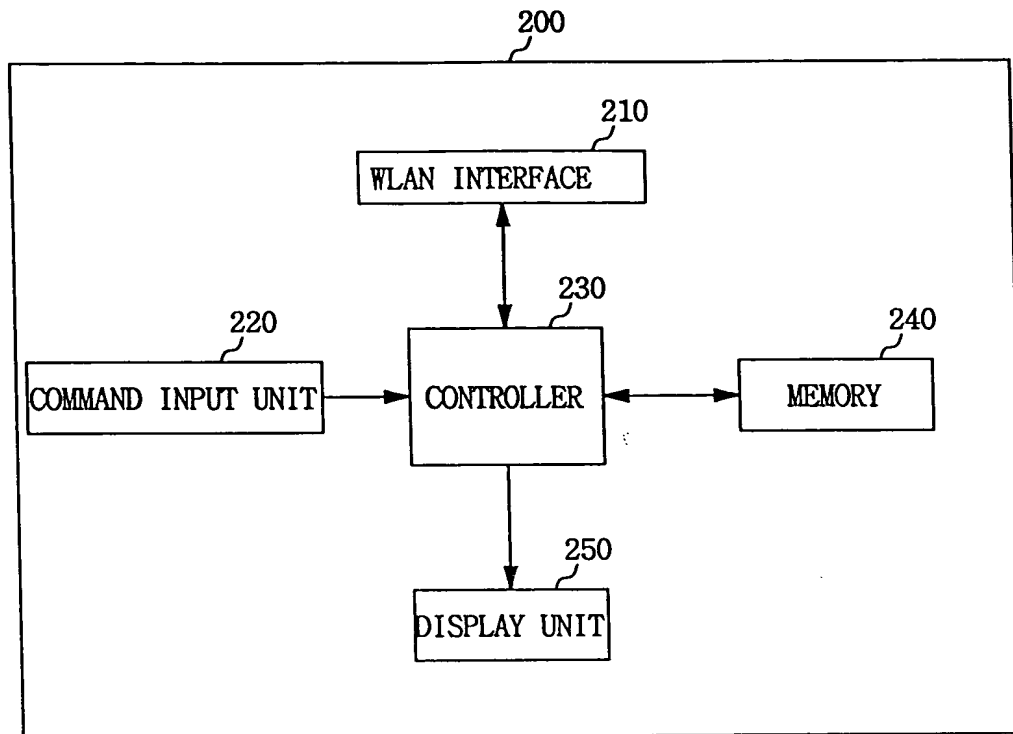 200
210
WLAN INTERFACE
230
220
240
COMMAND INPUT UNIT
CONTROLLER
MEMORY
250
DISPLAY UNIT